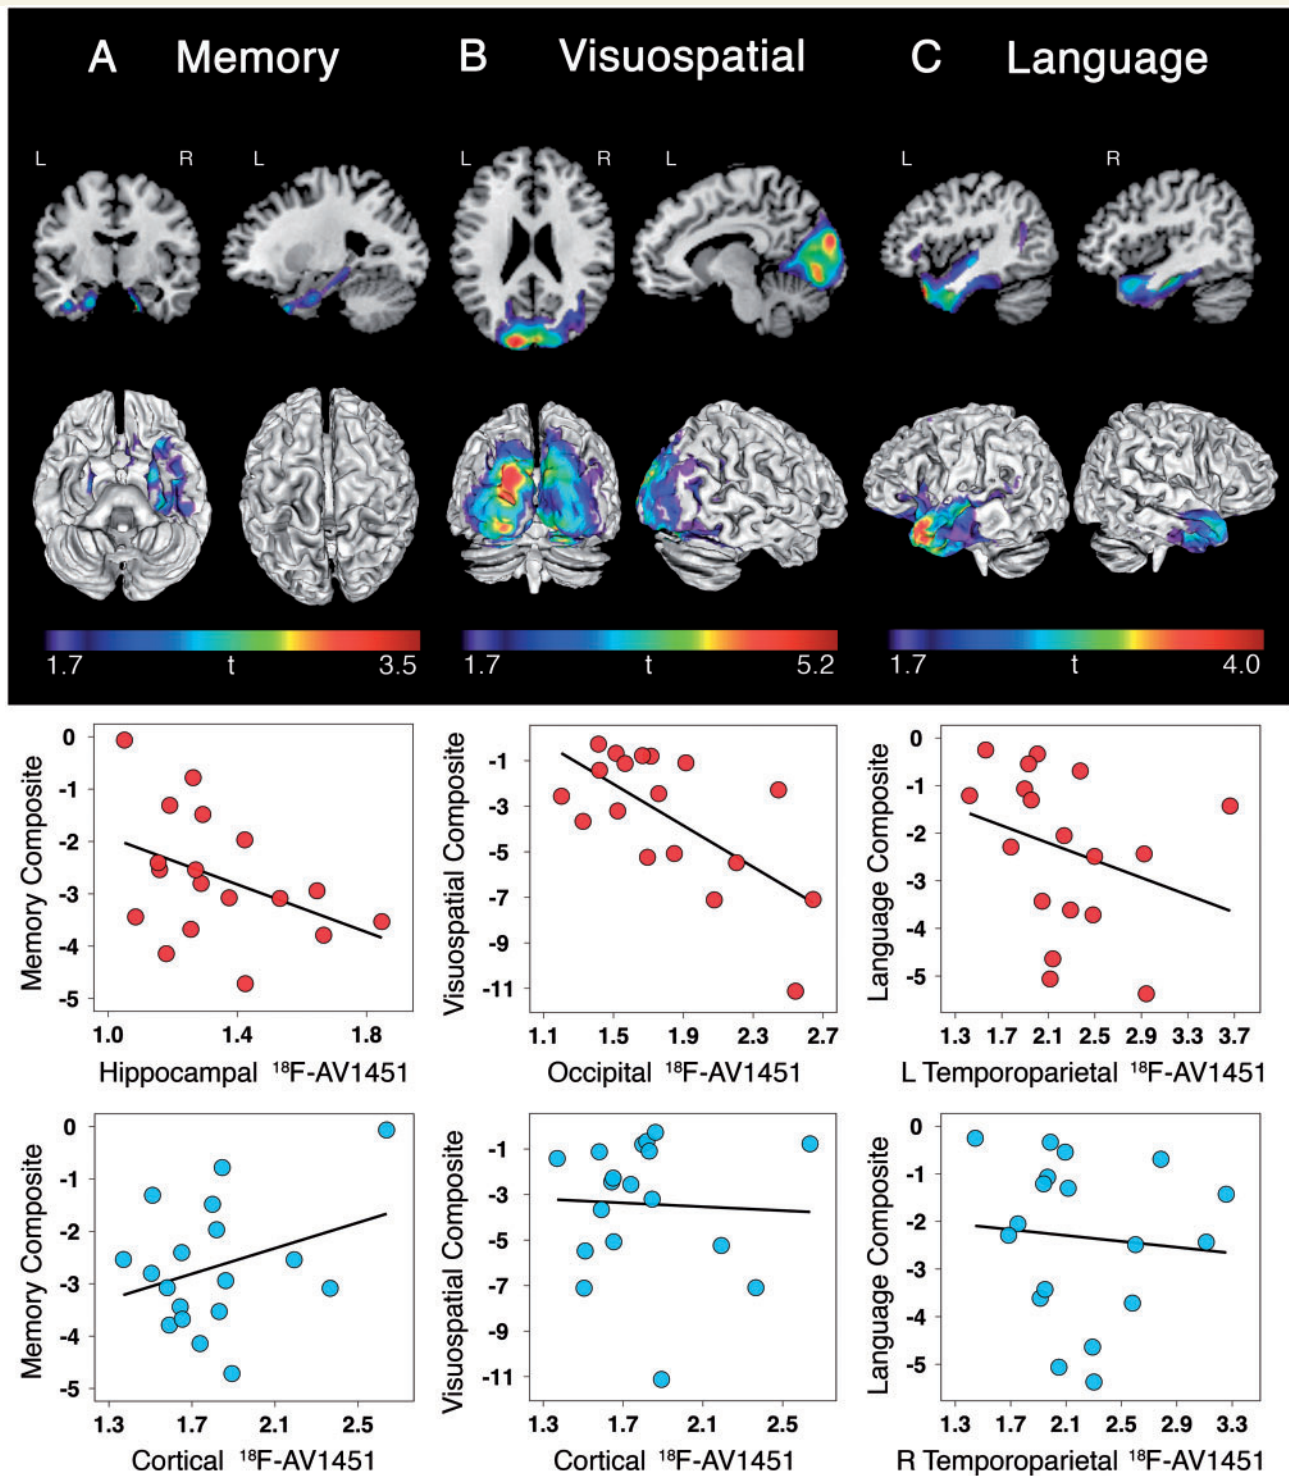 A Memory B Visuospatial C Language
L R L L R L L R
1.7 t 3.5 1.7 t 5.2 1.7 t 4.0
Memory Composite
0
-1
-2
-3
-4
-5
1.0 1.4 1.8
Hippocampal ¹⁸F-AV1451
Visuospatial Composite
-1
-3
-5
-7
-9
-11
1.1 1.5 1.9 2.3 2.7
Occipital ¹⁸F-AV1451
Language Composite
0
-1
-2
-3
-4
-5
1.3 1.7 2.1 2.5 2.9 3.3 3.7
L Temporoparietal ¹⁸F-AV1451
Memory Composite
0
-1
-2
-3
-4
-5
1.3 1.7 2.1 2.5
Cortical ¹⁸F-AV1451
Visuospatial Composite
-1
-3
-5
-7
-9
-11
1.3 1.7 2.1 2.5
Cortical ¹⁸F-AV1451
Language Composite
0
-1
-2
-3
-4
-5
1.3 1.7 2.1 2.5 2.9 3.3
R Temporoparietal ¹⁸F-AV1451